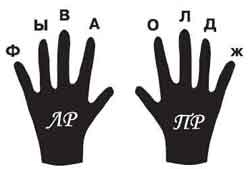 Ф Ы В А О Л Д ж
ЛР ПР